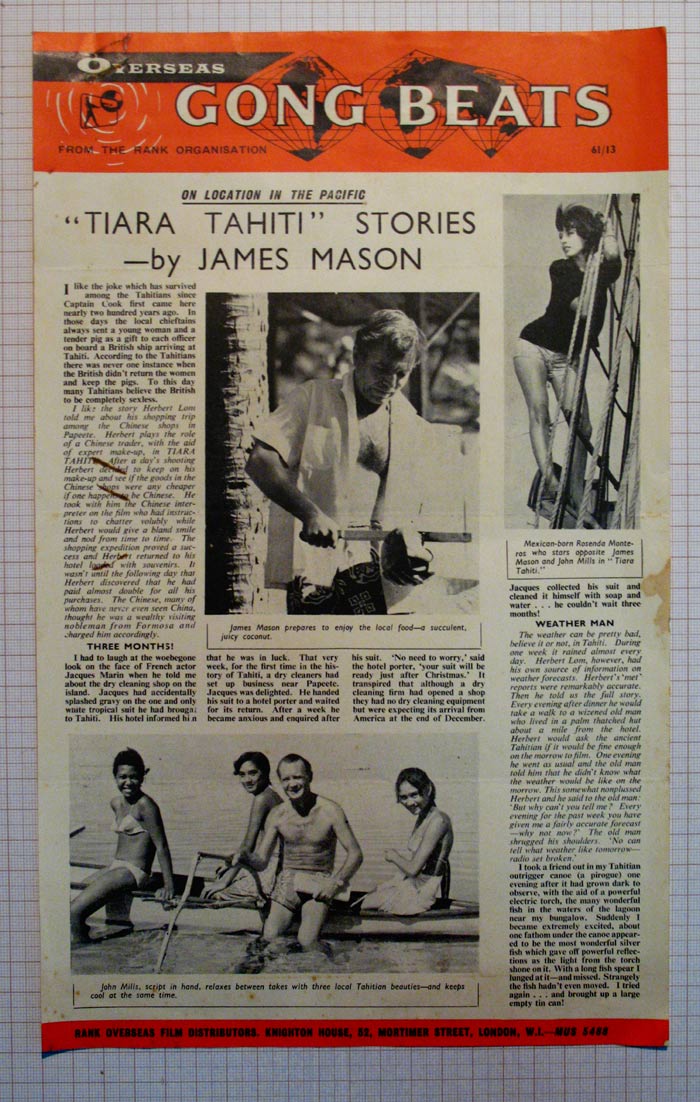 OVERSEAS
GONG BEATS
FROM THE RANK ORGANISATION
61/13
ON LOCATION IN THE PACIFIC
"TIARA TAHITI" STORIES
—by JAMES MASON
I like the joke which has survived
among the Tahitians since
Captain Cook first came here
nearly two hundred years ago. In
those days the local chieftains
always sent a young woman and a
tender pig as a gift to each officer
on board a British ship arriving at
Tahiti. According to the Tahitians
there was never one instance when
the British didn't return the women
and keep the pigs. To this day
many Tahitians believe the British
to be completely sexless.
I like the story Herbert Lom
told me about his shopping trip
among the Chinese shops in
Papeete. Herbert plays the role
of a Chinese trader, with the aid
of expert make-up, in TIARA
TAHITI. After a day's shooting
Herbert decided to keep on his
make-up and see if the goods in the
Chinese shops were any cheaper
if one happens to be Chinese. He
took with him the Chinese inter-
preter on the film who had instruc-
tions to chatter volubly while
Herbert would give a bland smile
and nod from time to time. The
shopping expedition proved a suc-
cess and Herbert returned to his
hotel loaded with souvenirs. It
wasn't until the following day that
Herbert discovered that he had
paid almost double for all his
purchases. The Chinese, many of
whom have never even seen China,
thought he was a wealthy visiting
nobleman from Formosa and
charged him accordingly.
THREE MONTHS!
I had to laugh at the woebegone
look on the face of French actor
Jacques Marin when he told me
about the dry cleaning shop on the
island. Jacques had accidentally
splashed gravy on the one and only
white tropical suit he had brought
to Tahiti. His hotel informed him
James Mason prepares to enjoy the local food—a succulent,
juicy coconut.
that he was in luck. That very
week, for the first time in the his-
tory of Tahiti, a dry cleaners had
set up business near Papeete.
Jacques was delighted. He handed
his suit to a hotel porter and waited
for its return. After a week he
became anxious and enquired after
his suit. 'No need to worry,' said
the hotel porter, 'your suit will be
ready just after Christmas.' It
transpired that although a dry
cleaning firm had opened a shop
they had no dry cleaning equipment
but were expecting its arrival from
America at the end of December.
Mexican-born Rosenda Monte-
ros who stars opposite James
Mason and John Mills in "Tiara
Tahiti."
Jacques collected his suit and
cleaned it himself with soap and
water . . . he couldn't wait three
months!
WEATHER MAN
The weather can be pretty bad,
believe it or not, in Tahiti. During
one week it rained almost every
day. Herbert Lom, however, had
his own source of information on
weather forecasts. Herbert's 'met'
reports were remarkably accurate.
Then he told us the full story.
Every evening after dinner he would
take a walk to a wizened old man
who lived in a palm thatched hut
about a mile from the hotel.
Herbert would ask the ancient
Tahitian if it would be fine enough
on the morrow to film. One evening
he went as usual and the old man
told him that he didn't know what
the weather would be like on the
morrow. This somewhat nonplussed
Herbert and he said to the old man:
'But why can't you tell me? Every
evening for the past week you have
given me a fairly accurate forecast
—why not now?' The old man
shrugged his shoulders. 'No can
tell what weather like tomorrow—
radio set broken.'
I took a friend out in my Tahitian
outrigger canoe (a pirogue) one
evening after it had grown dark to
observe, with the aid of a powerful
electric torch, the many wonderful
fish in the waters of the lagoon
near my bungalow. Suddenly I
became extremely excited, about
one fathom under the canoe appear-
ed to be the most wonderful silver
fish which gave off powerful reflec-
tions as the light from the torch
shone on it. With a long fish spear I
lunged at it—and missed. Strangely
the fish hadn't even moved. I tried
again . . . and brought up a large
empty tin can!
John Mills, script in hand, relaxes between takes with three local Tahitian beauties—and keeps
cool at the same time.
RANK OVERSEAS FILM DISTRIBUTORS, KNIGHTON HOUSE, 52, MORTIMER STREET, LONDON, W.I.—MUS 5488